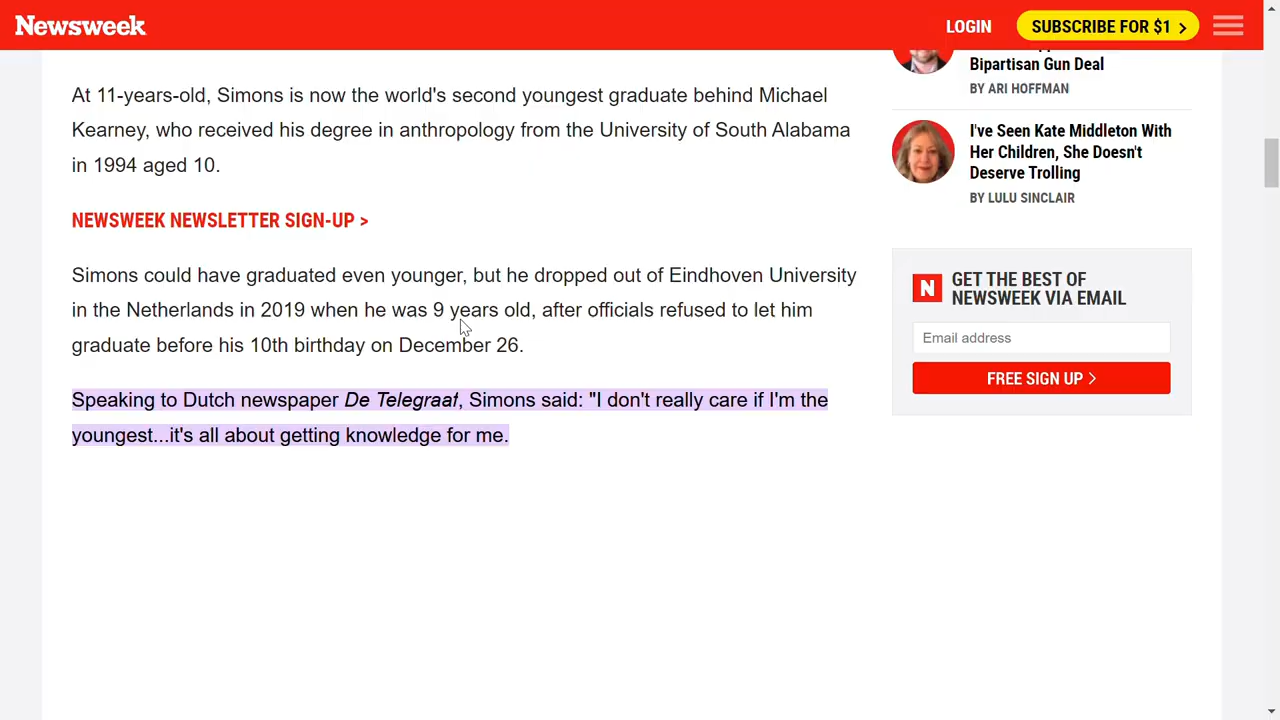 Newsweek
LOGIN
SUBSCRIBE FOR $1 >
Bipartisan Gun Deal
BY ARI HOFFMAN
At 11-years-old, Simons is now the world's second youngest graduate behind Michael
Kearney, who received his degree in anthropology from the University of South Alabama
in 1994 aged 10.
I've Seen Kate Middleton With
Her Children, She Doesn't
Deserve Trolling
BY LULU SINCLAIR
NEWSWEEK NEWSLETTER SIGN-UP >
Simons could have graduated even younger, but he dropped out of Eindhoven University
in the Netherlands in 2019 when he was 9 years old, after officials refused to let him
graduate before his 10th birthday on December 26.
N
GET THE BEST OF
NEWSWEEK VIA EMAIL
Email address
FREE SIGN UP >
Speaking to Dutch newspaper De Telegraaf, Simons said: "I don't really care if I'm the
youngest...it's all about getting knowledge for me.